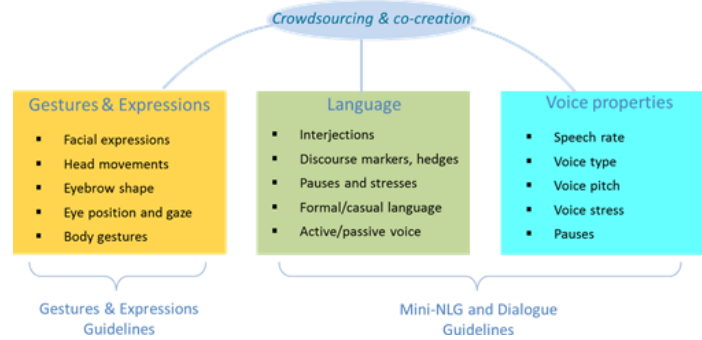 Crowdsourcing & co-creation
Gestures & Expressions
Facial expressions
Head movements
Eyebrow shape
Eye position and gaze
Body gestures
Language
Interjections
Discourse markers, hedges
Pauses and stresses
Formal/casual language
Active/passive voice
Voice properties
Speech rate
Voice type
Voice pitch
Voice stress
Pauses
Gestures & Expressions
Guidelines
Mini-NLG and Dialogue
Guidelines